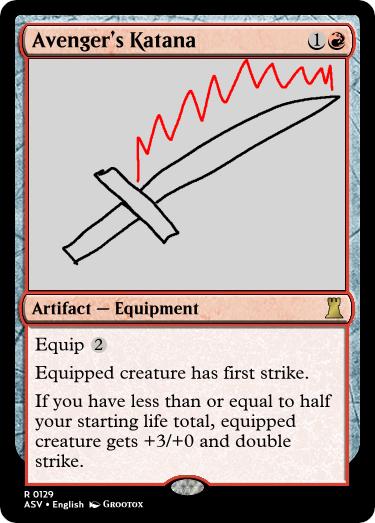 Avenger's Katana 1
Artifact — Equipment
Equip 2
Equipped creature has first strike.
If you have less than or equal to half
your starting life total, equipped
creature gets +3/+0 and double
strike.
R 0129
ASV • English Grootox